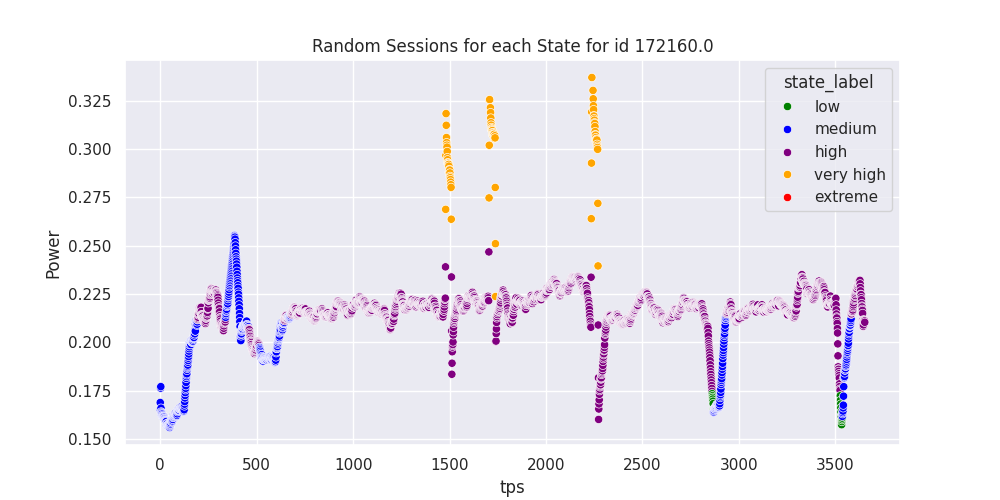 Random Sessions for each State for id 172160.0
state_label
low
medium
high
very high
extreme
Power
0.325
0.300
0.275
0.250
0.225
0.200
0.175
0.150
0
500
1000
1500
2000
2500
3000
3500
tps